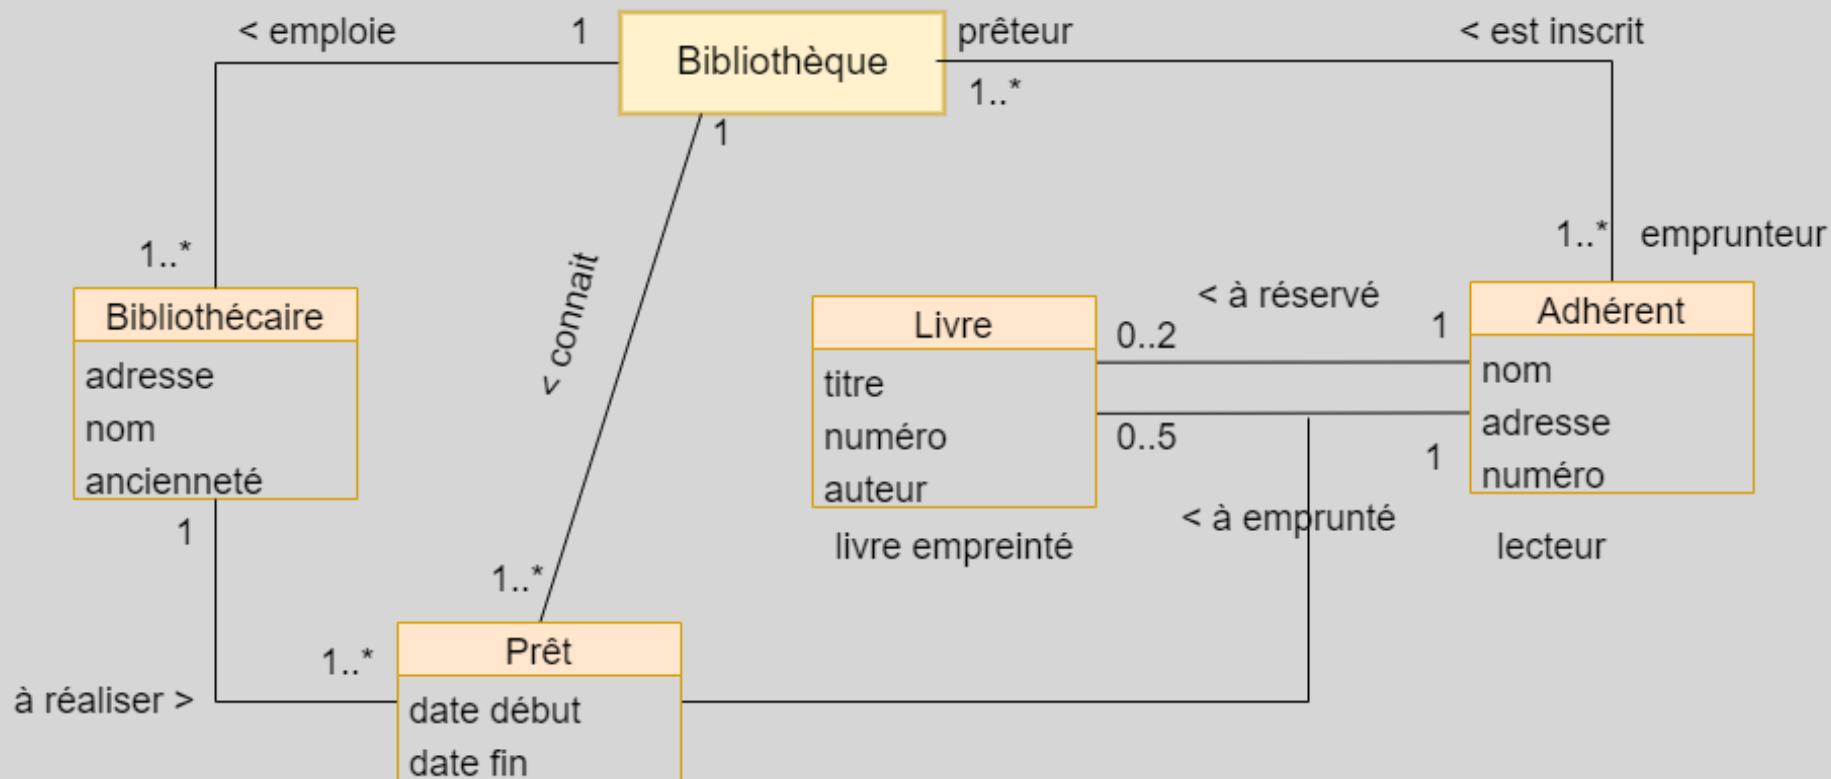 < emploie
1
Bibliothèque
prêteur
< est inscrit
1..*
1
1..*
1..*
emprunteur
< connait
Bibliothécaire
adresse
nom
ancienneté
Livre
titre
numéro
auteur
livre empreinté
< à réservé
0..2
1
0..5
1
< à emprunté
Adhérent
nom
adresse
numéro
lecteur
1
1..*
1..*
à réaliser >
Prêt
date début
date fin